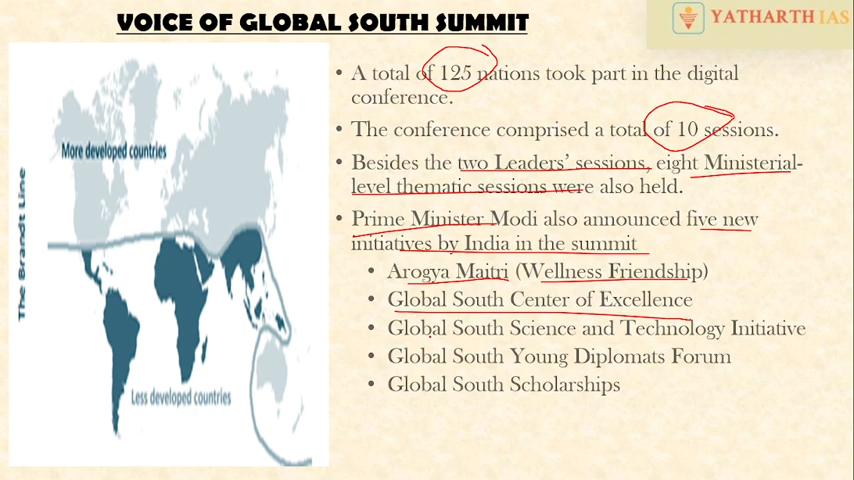 VOICE OF GLOBAL SOUTH SUMMIT
YATHARTH IAS
The Brandt Line
More developed countries
Less developed countries
• A total of 125 nations took part in the digital
conference.
• The conference comprised a total of 10 sessions.
• Besides the two Leaders' sessions, eight Ministerial-
level thematic sessions were also held.
• Prime Minister Modi also announced five new
initiatives by India in the summit
• Arogya Maitri (Wellness Friendship)
• Global South Center of Excellence
• Global South Science and Technology Initiative
• Global South Young Diplomats Forum
• Global South Scholarships